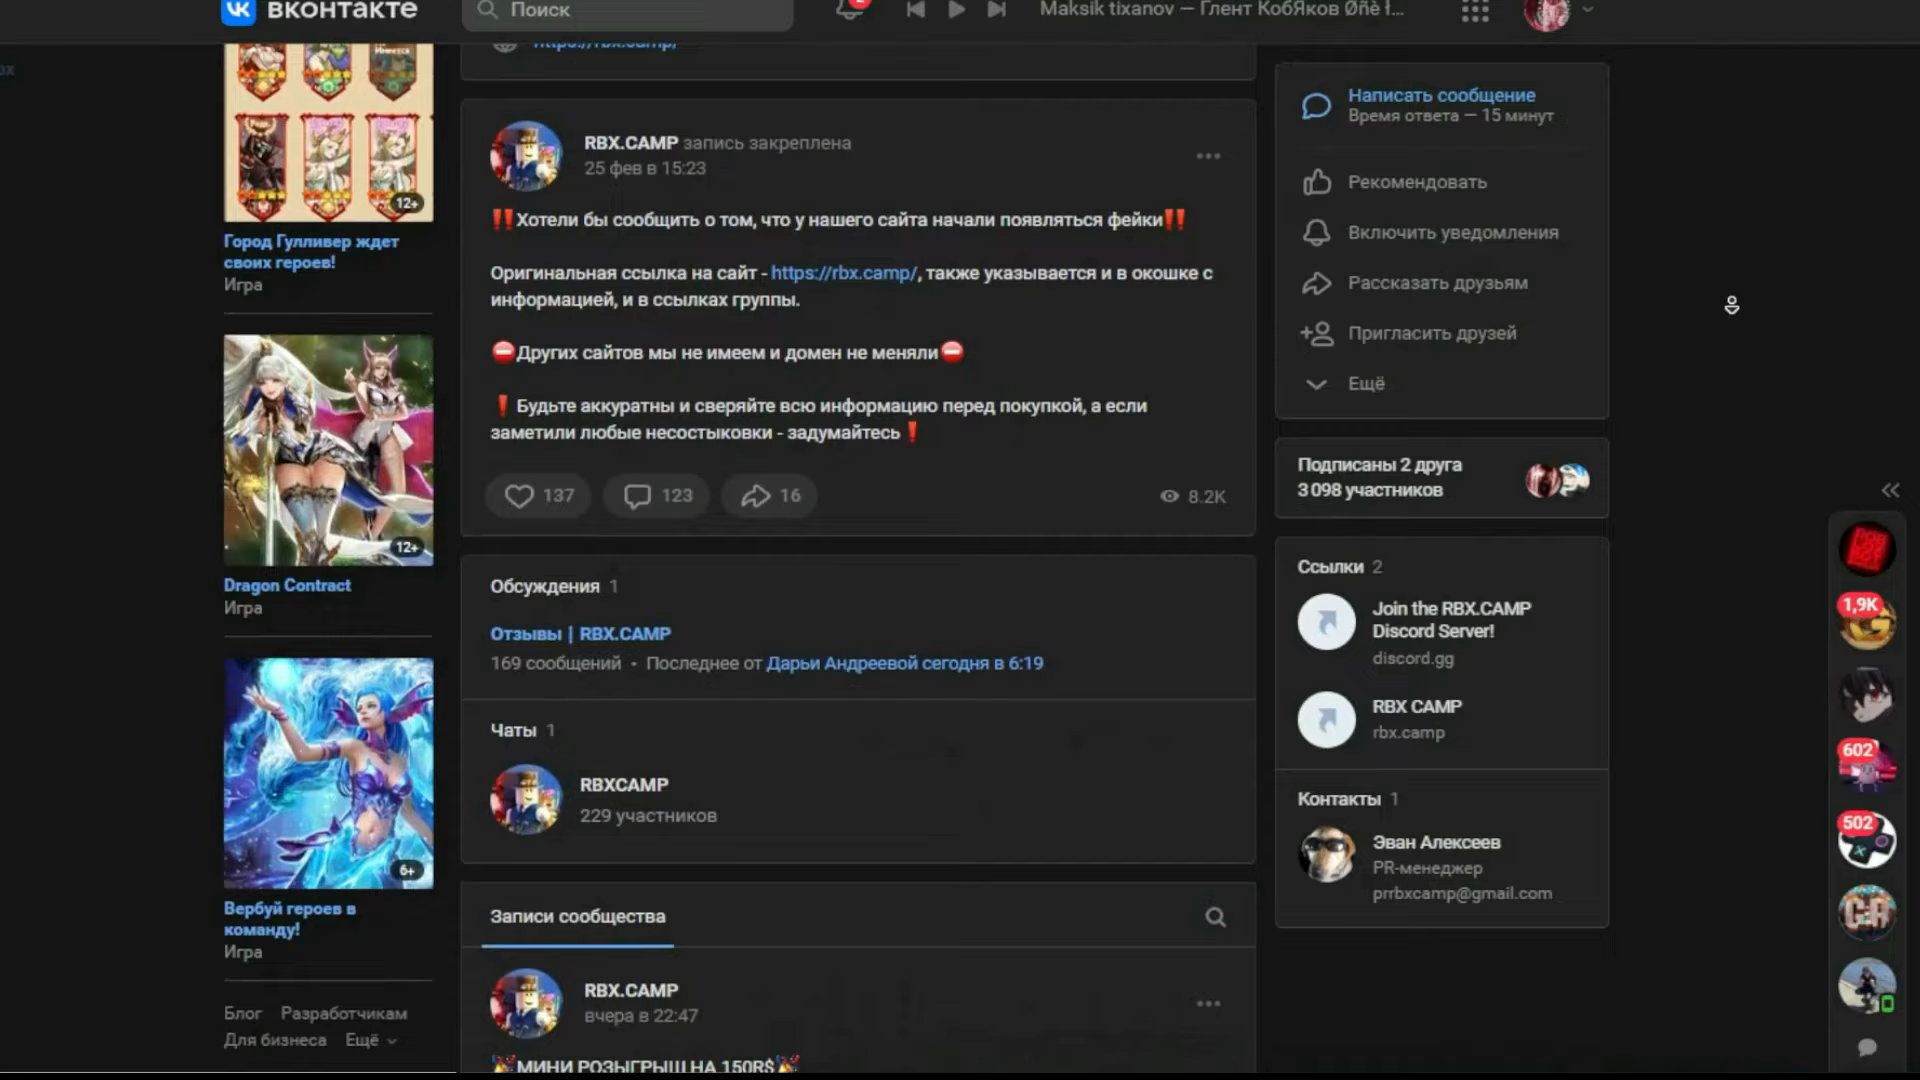 вконтакте
Поиск
Maksik tixanov — Глент КобЯков Øñè ł...
https://rbx.camp/
12+
Город Гулливер ждет
своих героев!
Игра
12+
Dragon Contract
Игра
6+
Вербуй героев в
команду!
Игра
Блог Разработчикам
Для бизнеса Ещё
RBX.CAMP запись закреплена
25 фев в 15:23
‼Хотели бы сообщить о том, что у нашего сайта начали появляться фейки‼
Оригинальная ссылка на сайт - https://rbx.camp/, также указывается и в окошке с
информацией, и в ссылках группы.
⛔Других сайтов мы не имеем и домен не меняли⛔
❗Будьте аккуратны и сверяйте всю информацию перед покупкой, а если
заметили любые несостыковки - задумайтесь❗
137 123 16 8.2K
Обсуждения 1
Отзывы | RBX.CAMP
169 сообщений · Последнее от Дарьи Андреевой сегодня в 6:19
Чаты 1
RBXCAMP
229 участников
Записи сообщества
RBX.CAMP
вчера в 22:47
🎉МИНИ РОЗЫГРЫШ НА 150R$🎉
Написать сообщение
Время ответа — 15 минут
Рекомендовать
Включить уведомления
Рассказать друзьям
Пригласить друзей
Ещё
Подписаны 2 друга
3 098 участников
Ссылки 2
Join the RBX.CAMP
Discord Server!
discord.gg
RBX CAMP
rbx.camp
Контакты 1
Эван Алексеев
PR-менеджер
prrbxcamp@gmail.com
1,9K
602
502